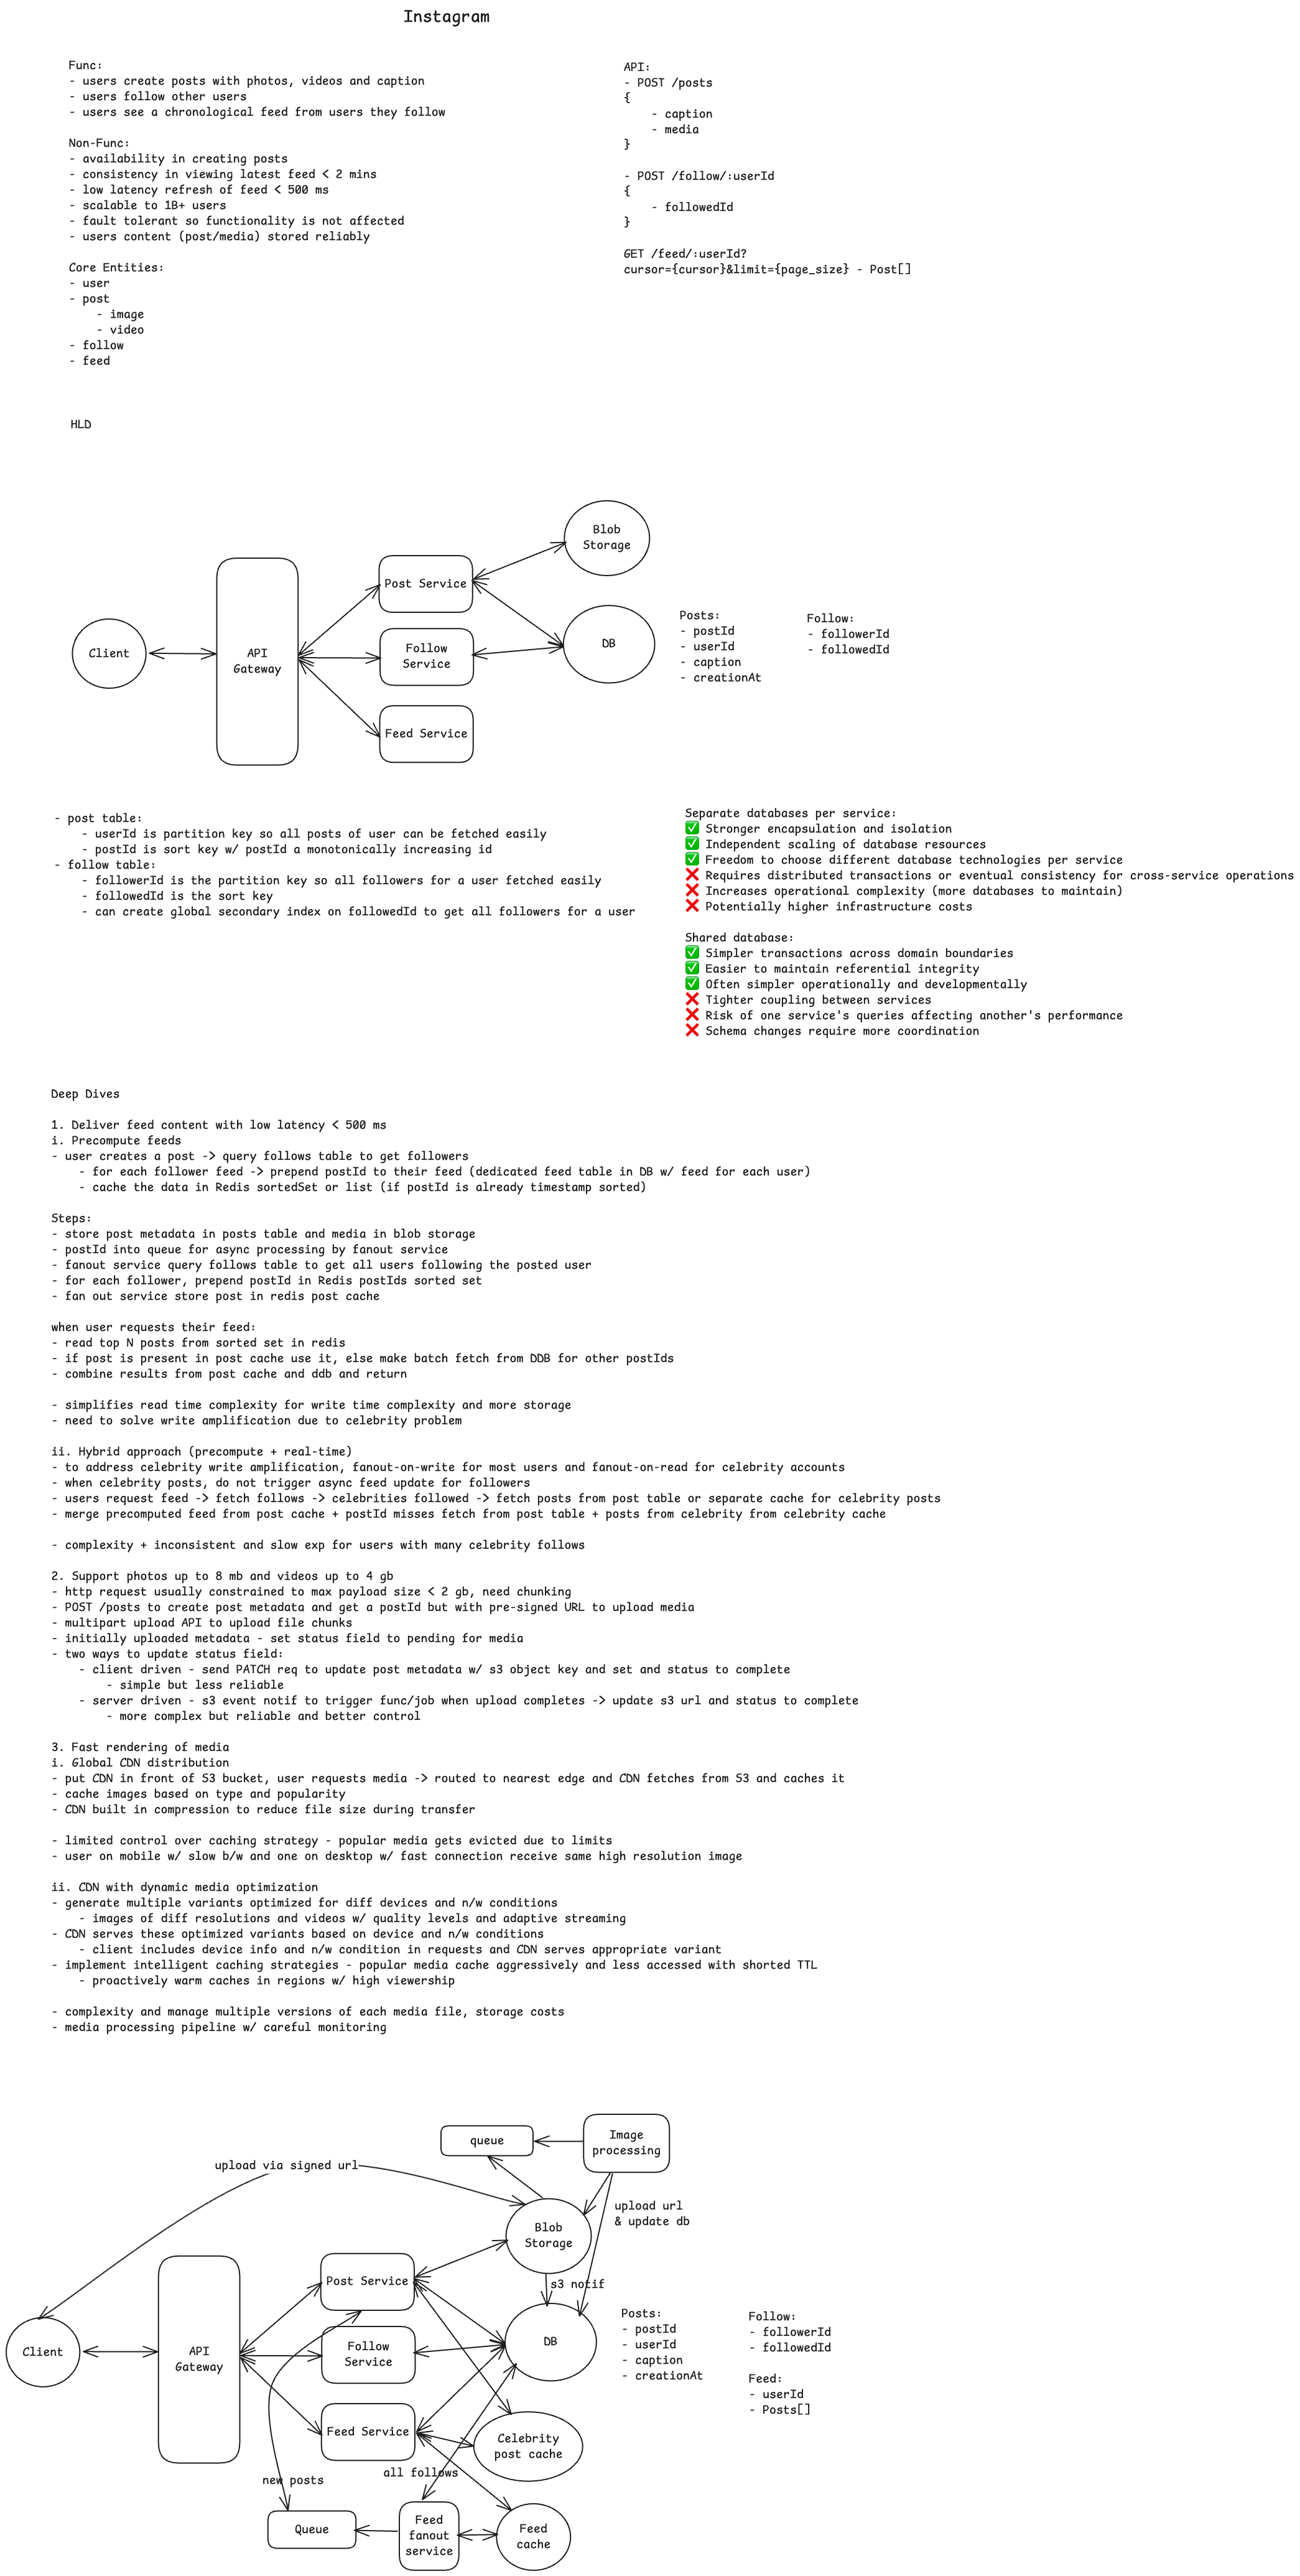 Instagram
Func:
- users create posts with photos, videos and caption
- users follow other users
- users see a chronological feed from users they follow
Non-Func:
- availability in creating posts
- consistency in viewing latest feed < 2 mins
- low latency refresh of feed < 500 ms
- scalable to 1B+ users
- fault tolerant so functionality is not affected
- users content (post/media) stored reliably
Core Entities:
- user
- post
- image
- video
- follow
- feed
API:
- POST /posts
{
- caption
- media
}
- POST /follow/:userId
{
- followedId
}
GET /feed/:userId?
cursor={cursor}&limit={page_size} - Post[]
HLD
Client
API
Gateway
Post Service
Follow
Service
Feed Service
Blob
Storage
DB
Posts:
- postId
- userId
- caption
- creationAt
Follow:
- followerId
- followedId
- post table:
- userId is partition key so all posts of user can be fetched easily
- postId is sort key w/ postId a monotonically increasing id
- follow table:
- followerId is the partition key so all followers for a user fetched easily
- followedId is the sort key
- can create global secondary index on followedId to get all followers for a user
Separate databases per service:
✅ Stronger encapsulation and isolation
✅ Independent scaling of database resources
✅ Freedom to choose different database technologies per service
❌ Requires distributed transactions or eventual consistency for cross-service operations
❌ Increases operational complexity (more databases to maintain)
❌ Potentially higher infrastructure costs
Shared database:
✅ Simpler transactions across domain boundaries
✅ Easier to maintain referential integrity
✅ Often simpler operationally and developmentally
❌ Tighter coupling between services
❌ Risk of one service's queries affecting another's performance
❌ Schema changes require more coordination
Deep Dives
1. Deliver feed content with low latency < 500 ms
i. Precompute feeds
- user creates a post -> query follows table to get followers
- for each follower feed -> prepend postId to their feed (dedicated feed table in DB w/ feed for each user)
- cache the data in Redis sortedSet or list (if postId is already timestamp sorted)
Steps:
- store post metadata in posts table and media in blob storage
- postId into queue for async processing by fanout service
- fanout service query follows table to get all users following the posted user
- for each follower, prepend postId in Redis postIds sorted set
- fan out service store post in redis post cache
when user requests their feed:
- read top N posts from sorted set in redis
- if post is present in post cache use it, else make batch fetch from DDB for other postIds
- combine results from post cache and ddb and return
- simplifies read time complexity for write time complexity and more storage
- need to solve write amplification due to celebrity problem
ii. Hybrid approach (precompute + real-time)
- to address celebrity write amplification, fanout-on-write for most users and fanout-on-read for celebrity accounts
- when celebrity posts, do not trigger async feed update for followers
- users request feed -> fetch follows -> celebrities followed -> fetch posts from post table or separate cache for celebrity posts
- merge precomputed feed from post cache + postId misses fetch from post table + posts from celebrity from celebrity cache
- complexity + inconsistent and slow exp for users with many celebrity follows
2. Support photos up to 8 mb and videos up to 4 gb
- http request usually constrained to max payload size < 2 gb, need chunking
- POST /posts to create post metadata and get a postId but with pre-signed URL to upload media
- multipart upload API to upload file chunks
- initially uploaded metadata - set status field to pending for media
- two ways to update status field:
- client driven - send PATCH req to update post metadata w/ s3 object key and set and status to complete
- simple but less reliable
- server driven - s3 event notif to trigger func/job when upload completes -> update s3 url and status to complete
- more complex but reliable and better control
3. Fast rendering of media
i. Global CDN distribution
- put CDN in front of S3 bucket, user requests media -> routed to nearest edge and CDN fetches from S3 and caches it
- cache images based on type and popularity
- CDN built in compression to reduce file size during transfer
- limited control over caching strategy - popular media gets evicted due to limits
- user on mobile w/ slow b/w and one on desktop w/ fast connection receive same high resolution image
ii. CDN with dynamic media optimization
- generate multiple variants optimized for diff devices and n/w conditions
- images of diff resolutions and videos w/ quality levels and adaptive streaming
- CDN serves these optimized variants based on device and n/w conditions
- client includes device info and n/w condition in requests and CDN serves appropriate variant
- implement intelligent caching strategies - popular media cache aggressively and less accessed with shorted TTL
- proactively warm caches in regions w/ high viewership
- complexity and manage multiple versions of each media file, storage costs
- media processing pipeline w/ careful monitoring
queue
Image
processing
upload via signed url
upload url
& update db
Blob
Storage
s3 notif
Client
API
Gateway
Post Service
Follow
Service
Feed Service
DB
Posts:
- postId
- userId
- caption
- creationAt
Follow:
- followerId
- followedId
Feed:
- userId
- Posts[]
Celebrity
post cache
all follows
new posts
Queue
Feed
fanout
service
Feed
cache